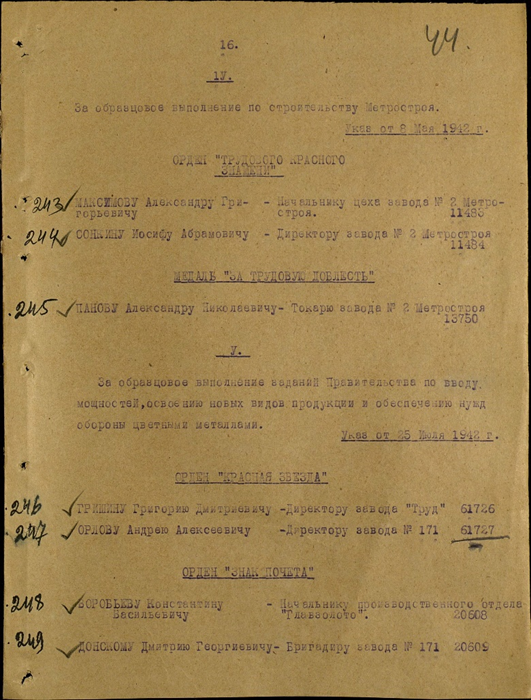 16.
44.
1У.
За образцовое выполнение по строительству Метростроя.
Указ от 8 Мая 1942 г.
ОРДЕН "ТРУДОВОГО КРАСНОГО
ЗНАМЕНИ"
243 МАКСИМОВУ Александру Гри- - Начальнику цеха завода № 2 Метро-
горьевичу строя. 11483
244 СОНКИНУ Иосифу Абрамовичу - Директору завода № 2 Метростроя
11484
МЕДАЛЬ "ЗА ТРУДОВУЮ ДОБЛЕСТЬ"
245 ПАНОВУ Александру Николаевичу- Токарю завода № 2 Метростроя
13750
У.
За образцовое выполнение заданий Правительства по вводу
мощностей, освоению новых видов продукции и обеспечению нужд
обороны цветными металлами.
Указ от 25 Июля 1942 г.
ОРДЕН "КРАСНАЯ ЗВЕЗДА"
246 ГРИШИНУ Григорию Дмитриевичу -Директору завода "Труд" 61726
247 ОРЛОВУ Андрею Алексеевичу -Директору завода № 171 61727
ОРДЕН "ЗНАК ПОЧЕТА"
248 ВОРОБЬЕВУ Константину - Начальнику производственного отдела
Васильевичу "Главзолото". 20608
249 ДОНСКОМУ Дмитрию Георгиевичу- Бригадиру завода № 171 20609